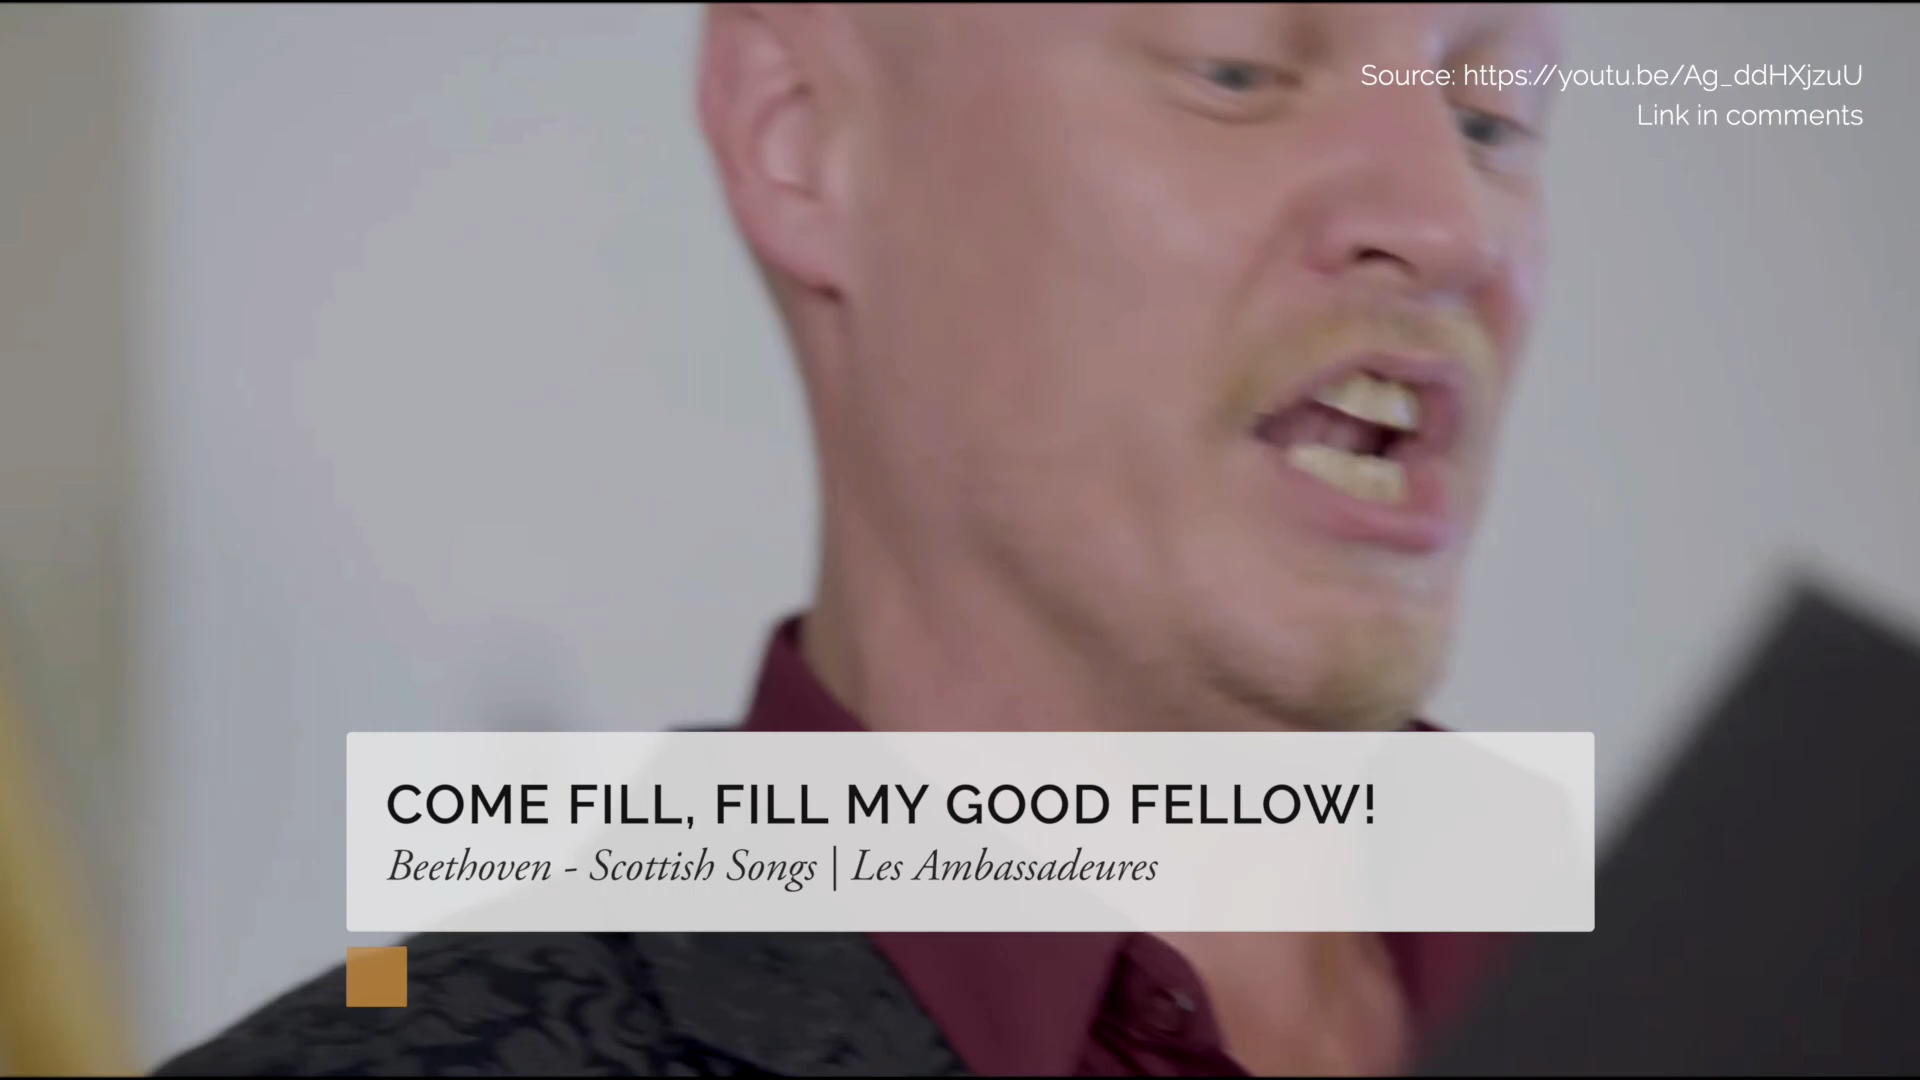 Source: https://youtu.be/Ag_ddHXjzuU
Link in comments
COME FILL, FILL MY GOOD FELLOW!
Beethoven - Scottish Songs | Les Ambassadeures